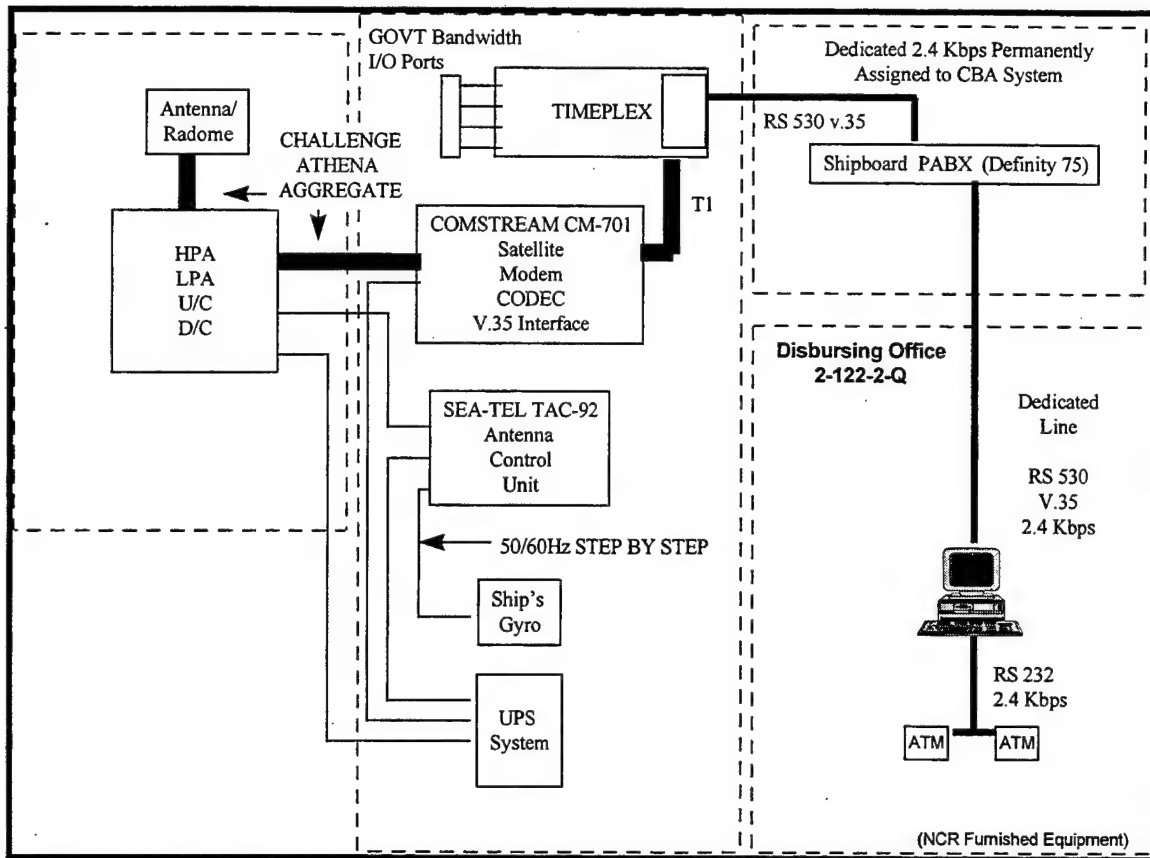 GOVT Bandwidth
I/O Ports
TIMEPLEX
Dedicated 2.4 Kbps Permanently
Assigned to CBA System
RS 530 v.35
Shipboard PABX (Definity 75)
Antenna/
Radome
CHALLENGE
ATHENA
AGGREGATE
T1
HPA
LPA
U/C
D/C
COMSTREAM CM-701
Satellite
Modem
CODEC
V.35 Interface
Disbursing Office
2-122-2-Q
Dedicated
Line
RS 530
V.35
2.4 Kbps
SEA-TEL TAC-92
Antenna
Control
Unit
50/60Hz STEP BY STEP
Ship's
Gyro
UPS
System
RS 232
2.4 Kbps
ATM
ATM
(NCR Furnished Equipment)